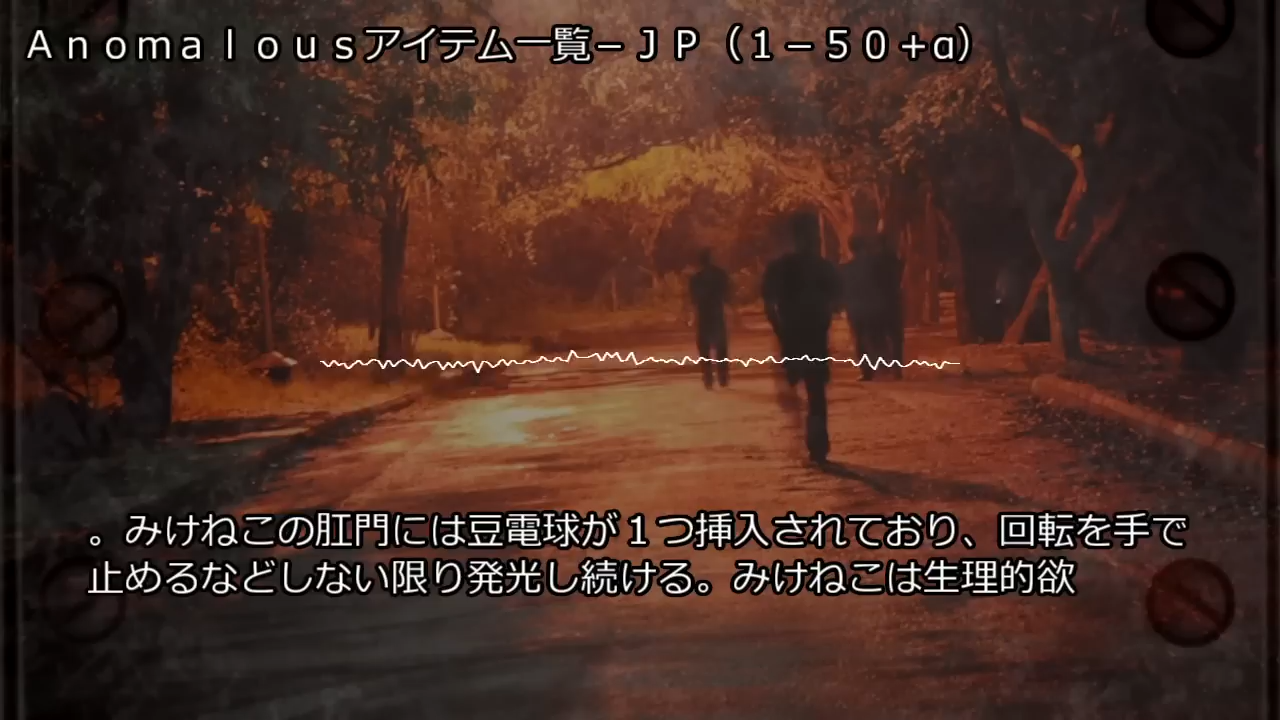 Ａｎｏｍａｌｏｕｓアイテム一覧－ＪＰ（１－５０＋α）
。みけねこの肛門には豆電球が１つ挿入されており、回転を手で
止めるなどしない限り発光し続ける。みけねこは生理的欲